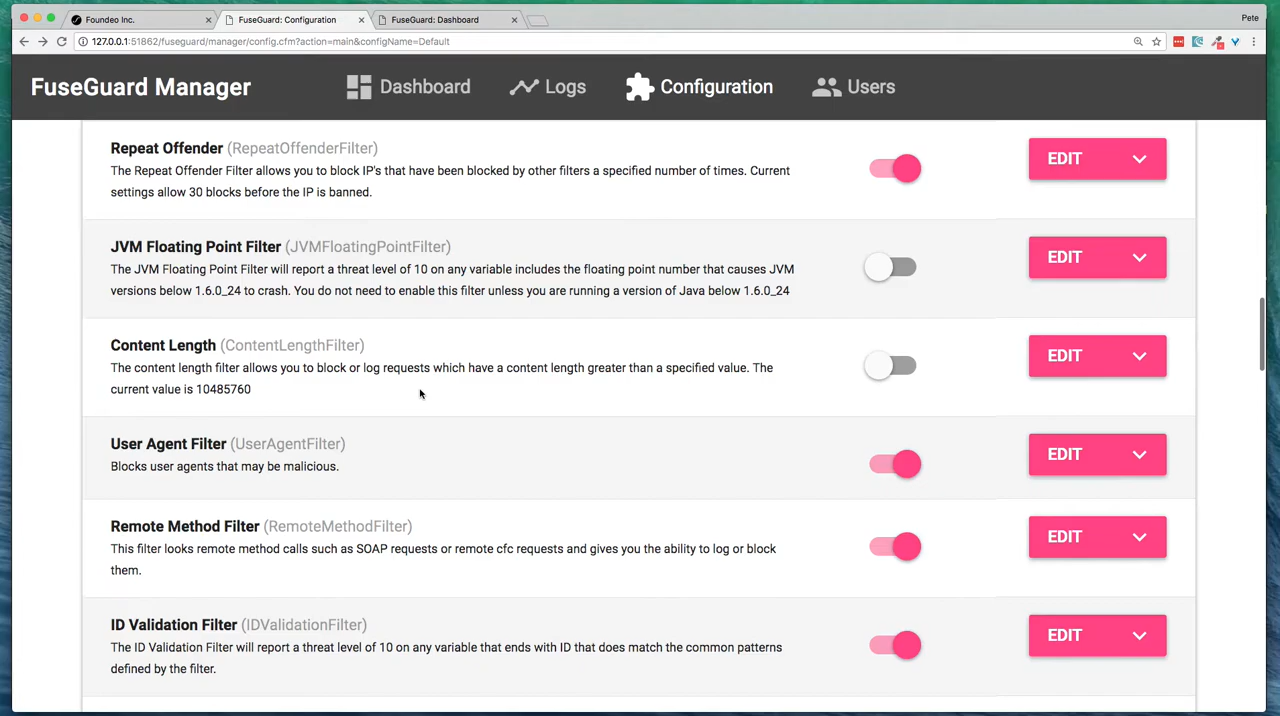 Foundeo Inc.
FuseGuard: Configuration
FuseGuard: Dashboard
Pete
127.0.0.1:51862/fuseguard/manager/config.cfm?action=main&configName=Default
FuseGuard Manager
Dashboard
Logs
Configuration
Users
Repeat Offender (RepeatOffenderFilter)
The Repeat Offender Filter allows you to block IP's that have been blocked by other filters a specified number of times. Current
settings allow 30 blocks before the IP is banned.
EDIT
JVM Floating Point Filter (JVMFloatingPointFilter)
The JVM Floating Point Filter will report a threat level of 10 on any variable includes the floating point number that causes JVM
versions below 1.6.0_24 to crash. You do not need to enable this filter unless you are running a version of Java below 1.6.0_24
EDIT
Content Length (ContentLengthFilter)
The content length filter allows you to block or log requests which have a content length greater than a specified value. The
current value is 10485760
EDIT
User Agent Filter (UserAgentFilter)
Blocks user agents that may be malicious.
EDIT
Remote Method Filter (RemoteMethodFilter)
This filter looks remote method calls such as SOAP requests or remote cfc requests and gives you the ability to log or block
them.
EDIT
ID Validation Filter (IDValidationFilter)
The ID Validation Filter will report a threat level of 10 on any variable that ends with ID that does match the common patterns
defined by the filter.
EDIT